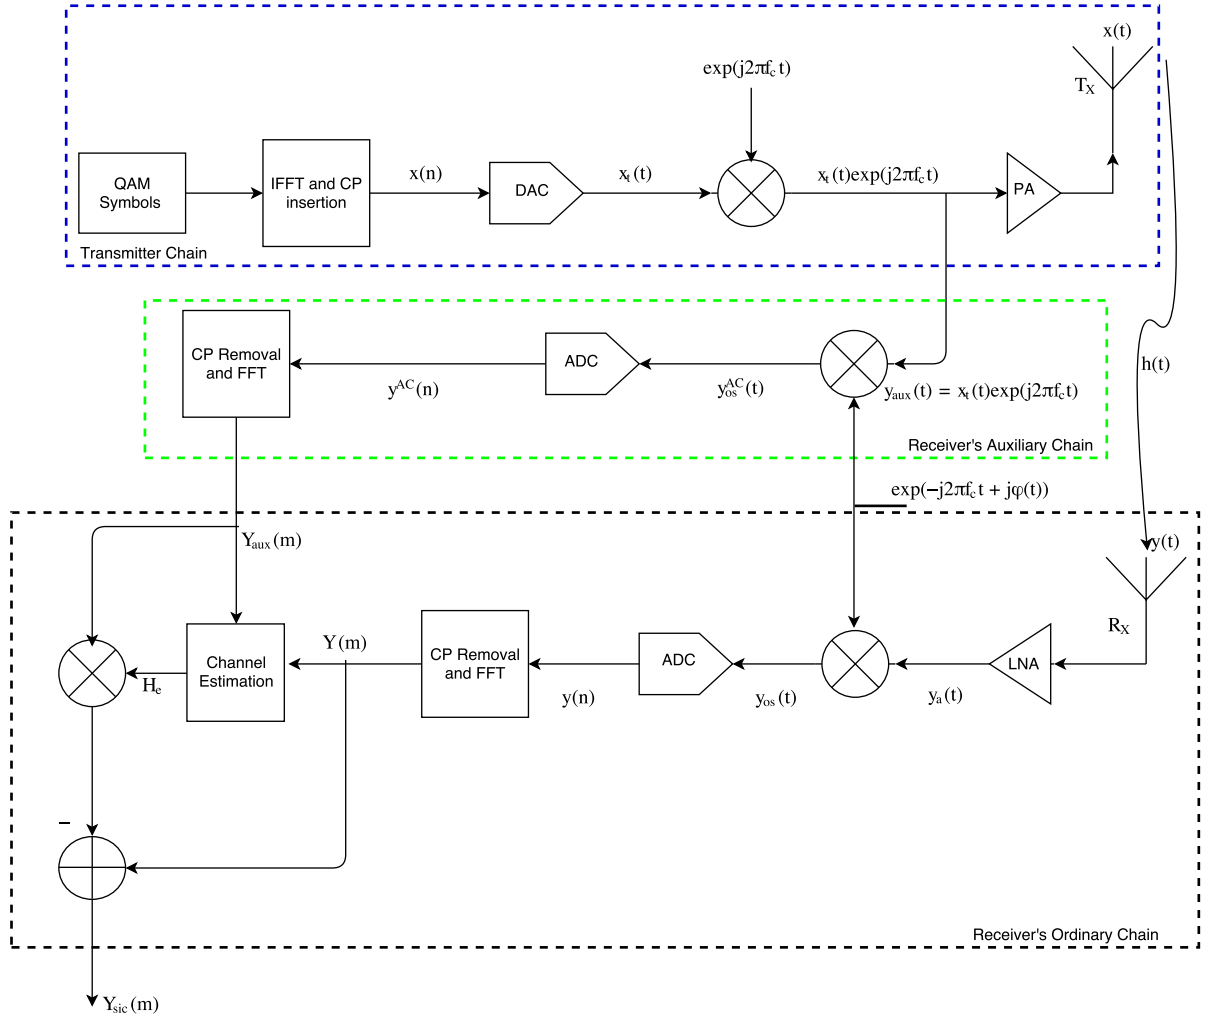 x(t)
exp(j2πf_c t)
T_X
QAM
Symbols
IFFT and CP
insertion
x(n)
DAC
x_t(t)
x_t(t)exp(j2πf_c t)
PA
Transmitter Chain
CP Removal
and FFT
y^AC(n)
ADC
y_os^AC(t)
y_aux(t) = x_t(t)exp(j2πf_c t)
h(t)
Receiver's Auxiliary Chain
exp(−j2πf_c t + jφ(t))
Y_aux(m)
y(t)
R_X
H_e
Channel
Estimation
Y(m)
CP Removal
and FFT
y(n)
ADC
y_os(t)
y_a(t)
LNA
−
Receiver's Ordinary Chain
Y_sic(m)